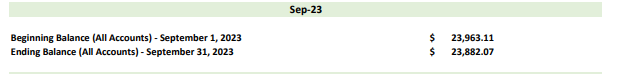 Sep-23
Beginning Balance (All Accounts) - September 1, 2023 $ 23,963.11
Ending Balance (All Accounts) - September 31, 2023 $ 23,882.07